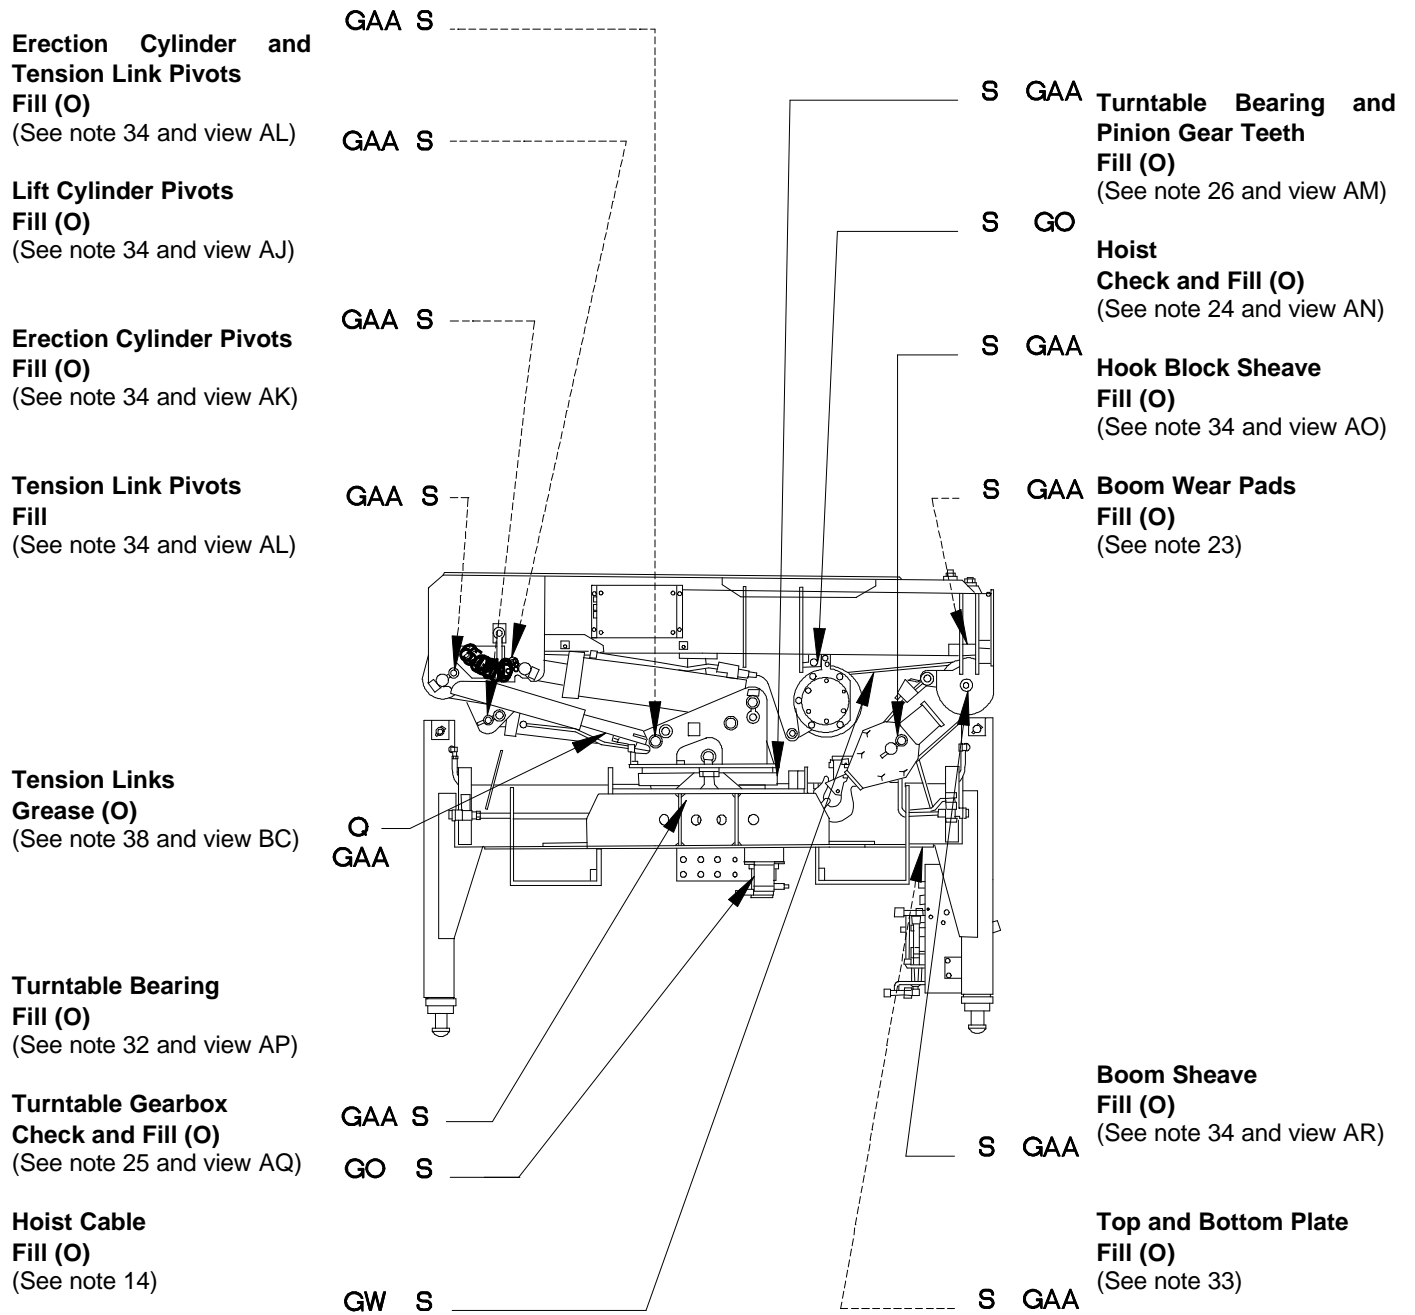 GAA S
Erection Cylinder and
Tension Link Pivots
Fill (O)
(See note 34 and view AL)
GAA S
Lift Cylinder Pivots
Fill (O)
(See note 34 and view AJ)
GAA S
Erection Cylinder Pivots
Fill (O)
(See note 34 and view AK)
GAA S
Tension Link Pivots
Fill
(See note 34 and view AL)
Tension Links
Grease (O)
(See note 38 and view BC)
Q
GAA
Turntable Bearing
Fill (O)
(See note 32 and view AP)
GAA S
Turntable Gearbox
Check and Fill (O)
(See note 25 and view AQ)
GO S
Hoist Cable
Fill (O)
(See note 14)
GW S
S GAA
Turntable Bearing and
Pinion Gear Teeth
Fill (O)
(See note 26 and view AM)
S GO
Hoist
Check and Fill (O)
(See note 24 and view AN)
S GAA
Hook Block Sheave
Fill (O)
(See note 34 and view AO)
S GAA
Boom Wear Pads
Fill (O)
(See note 23)
Boom Sheave
Fill (O)
(See note 34 and view AR)
S GAA
Top and Bottom Plate
Fill (O)
(See note 33)
S GAA